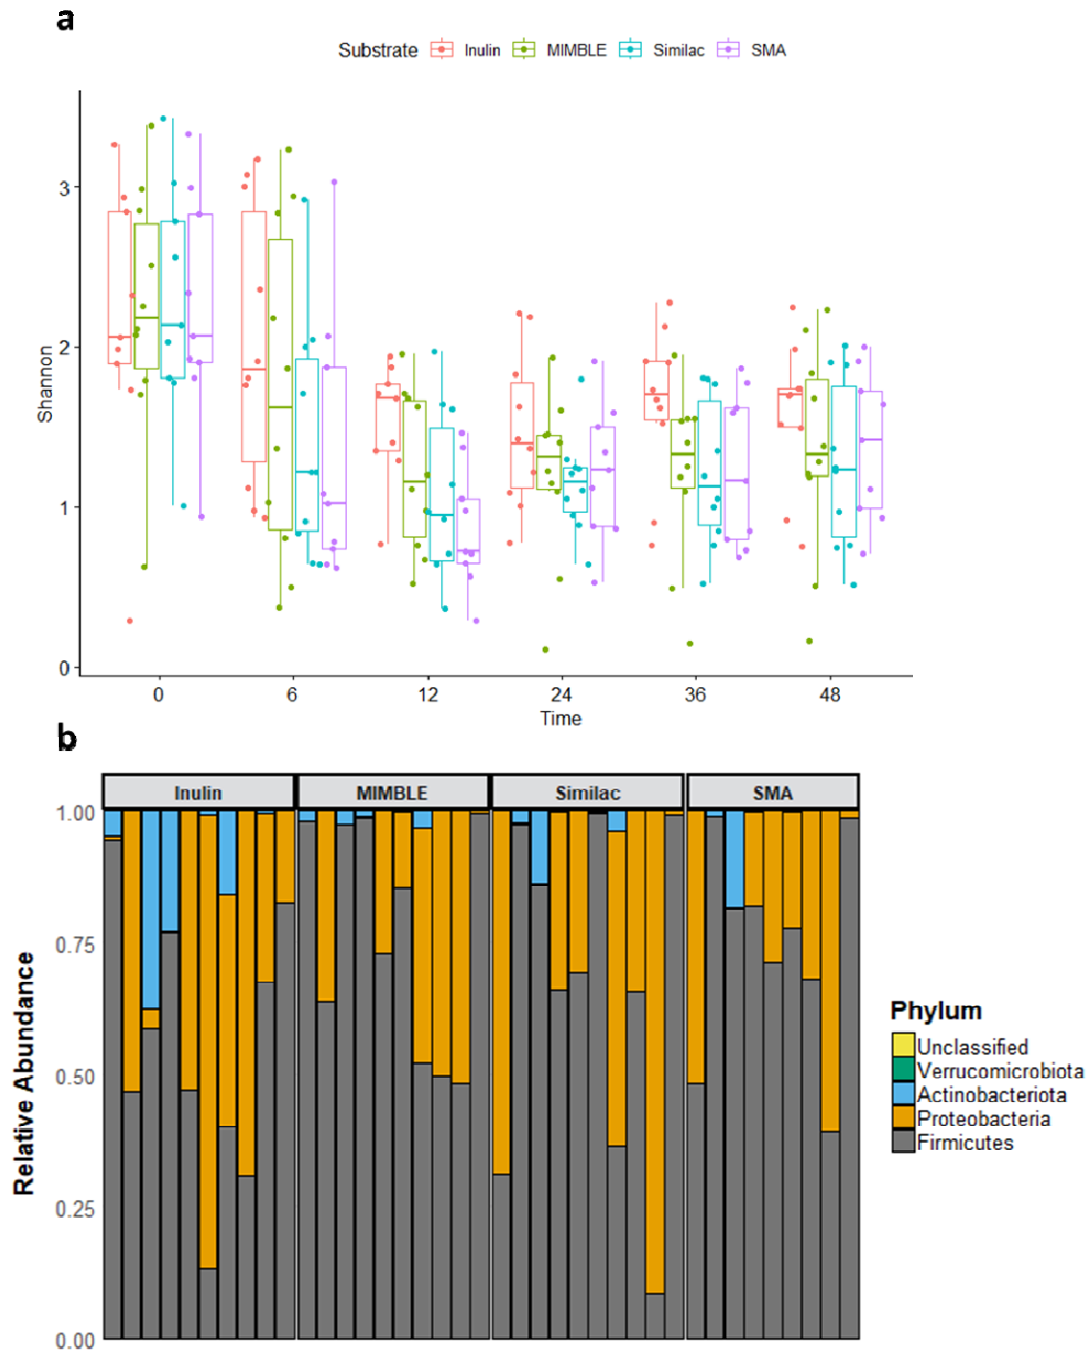 a
Substrate Inulin MIMBLE Similac SMA
3
2
1
0
Shannon
0 6 12 24 36 48
Time
b
Inulin MIMBLE Similac SMA
1.00
0.75
0.50
0.25
0.00
Relative Abundance
Phylum
Unclassified
Verrucomicrobiota
Actinobacteriota
Proteobacteria
Firmicutes